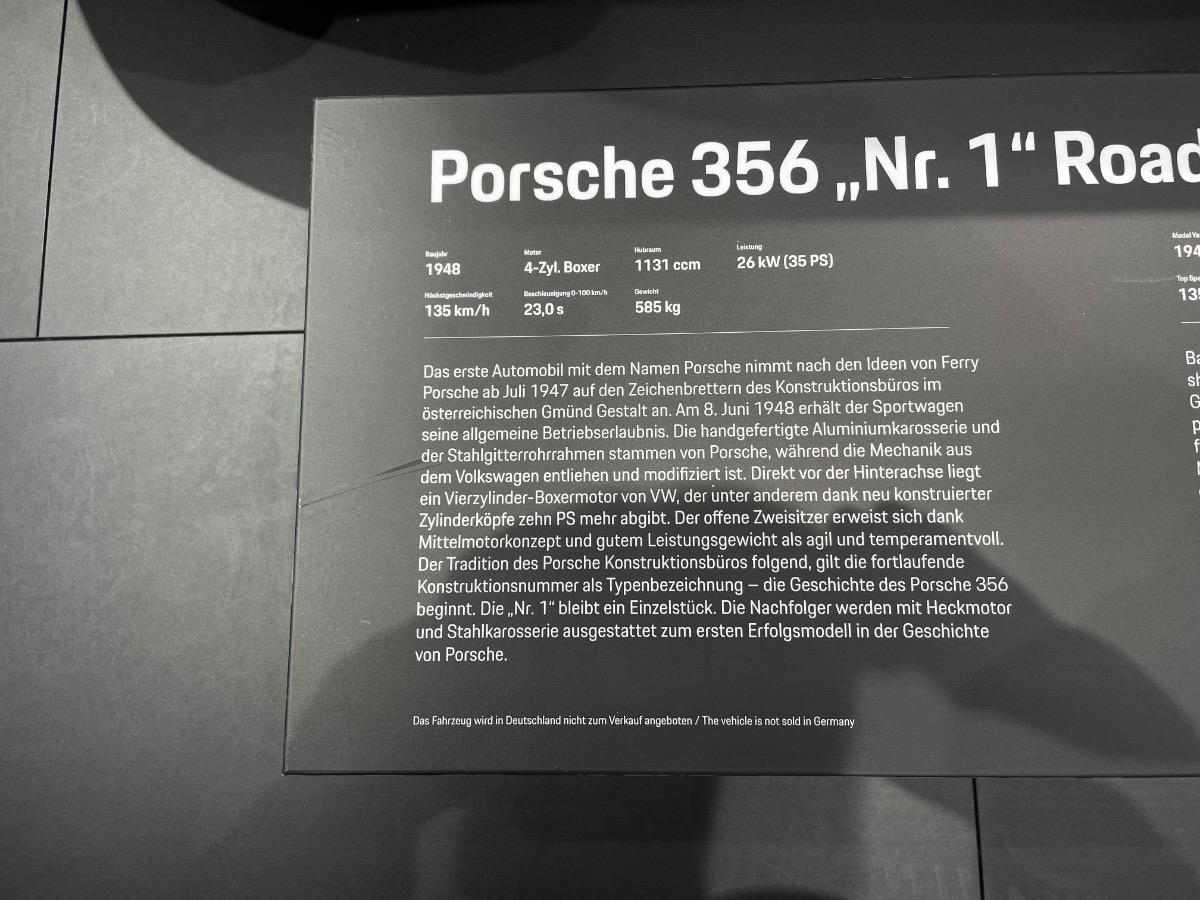 Porsche 356 „Nr. 1“ Road
Baujahr
1948
Motor
4-Zyl. Boxer
Hubraum
1131 ccm
Leistung
26 kW (35 PS)
Höchstgeschwindigkeit
135 km/h
Beschleunigung 0-100 km/h
23,0 s
Gewicht
585 kg
Das erste Automobil mit dem Namen Porsche nimmt nach den Ideen von Ferry
Porsche ab Juli 1947 auf den Zeichenbrettern des Konstruktionsbüros im
österreichischen Gmünd Gestalt an. Am 8. Juni 1948 erhält der Sportwagen
seine allgemeine Betriebserlaubnis. Die handgefertigte Aluminiumkarosserie und
der Stahlgitterrohrrahmen stammen von Porsche, während die Mechanik aus
dem Volkswagen entliehen und modifiziert ist. Direkt vor der Hinterachse liegt
ein Vierzylinder-Boxermotor von VW, der unter anderem dank neu konstruierter
Zylinderköpfe zehn PS mehr abgibt. Der offene Zweisitzer erweist sich dank
Mittelmotorkonzept und gutem Leistungsgewicht als agil und temperamentvoll.
Der Tradition des Porsche Konstruktionsbüros folgend, gilt die fortlaufende
Konstruktionsnummer als Typenbezeichnung – die Geschichte des Porsche 356
beginnt. Die „Nr. 1“ bleibt ein Einzelstück. Die Nachfolger werden mit Heckmotor
und Stahlkarosserie ausgestattet zum ersten Erfolgsmodell in der Geschichte
von Porsche.
Das Fahrzeug wird in Deutschland nicht zum Verkauf angeboten / The vehicle is not sold in Germany
Model Ye
194
Top Spe
135
Ba
sh
G
p
f